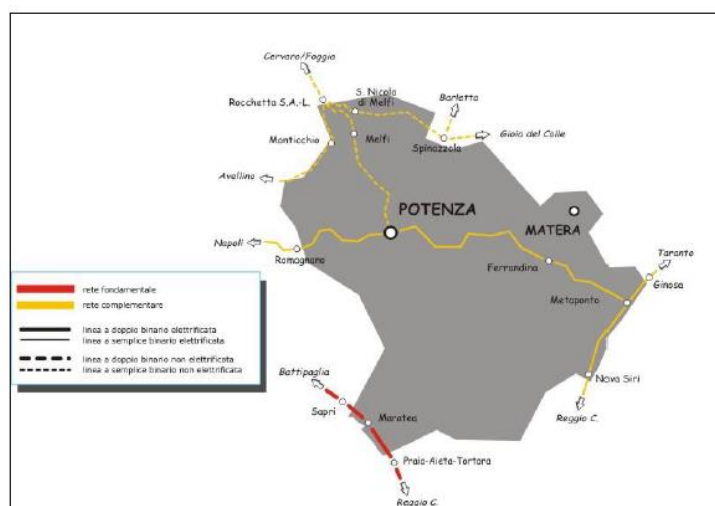 Cervaro/Foggia
S. Nicola
di Melfi
Rocchetta S.A.-L.
Barletta
Gioia del Colle
Monticchio
Melfi
Spinazzola
Avellino
POTENZA
MATERA
Napoli
Romagnano
Ferrandina
Taranto
Ginosa
Metaponto
rete fondamentale
rete complementare
linea a doppio binario elettrificata
linea a semplice binario elettrificata
linea a doppio binario non elettrificata
linea a semplice binario non elettrificata
Battipaglia
Nova Siri
Sapri
Maratea
Reggio C.
Praia-Aieta-Tortora
Reggio C.